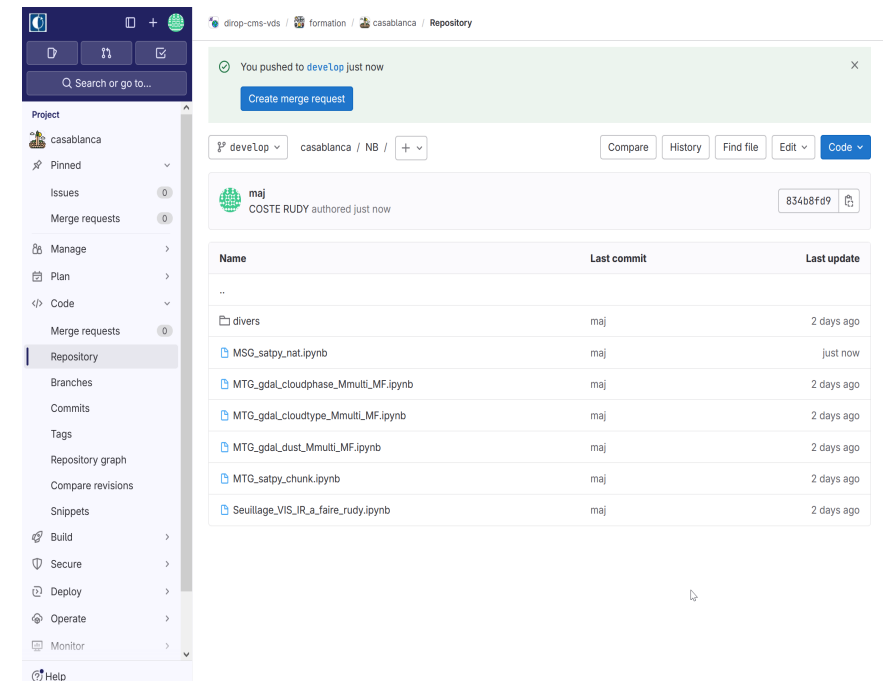 dirop-cms-vds / formation / casablanca / Repository
Search or go to...
Project
casablanca
Pinned
Issues 0
Merge requests 0
Manage
Plan
Code
Merge requests 0
Repository
Branches
Commits
Tags
Repository graph
Compare revisions
Snippets
Build
Secure
Deploy
Operate
Monitor
Help
You pushed to develop just now
Create merge request
develop casablanca / NB / + Compare History Find file Edit Code
maj
COSTE RUDY authored just now
834b8fd9
Name Last commit Last update
..
divers maj 2 days ago
MSG_satpy_nat.ipynb maj just now
MTG_gdal_cloudphase_Mmulti_MF.ipynb maj 2 days ago
MTG_gdal_cloudtype_Mmulti_MF.ipynb maj 2 days ago
MTG_gdal_dust_Mmulti_MF.ipynb maj 2 days ago
MTG_satpy_chunk.ipynb maj 2 days ago
Seuillage_VIS_IR_a_faire_rudy.ipynb maj 2 days ago